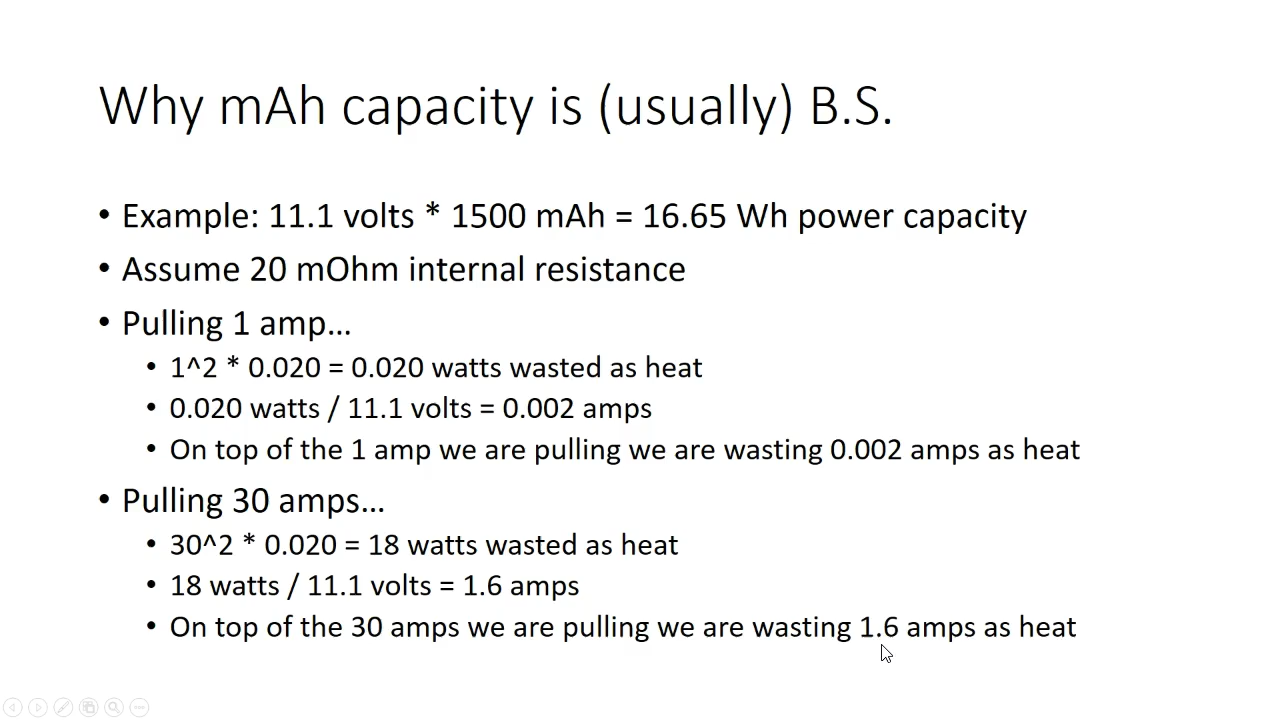 Why mAh capacity is (usually) B.S.
• Example: 11.1 volts * 1500 mAh = 16.65 Wh power capacity
• Assume 20 mOhm internal resistance
• Pulling 1 amp...
• 1^2 * 0.020 = 0.020 watts wasted as heat
• 0.020 watts / 11.1 volts = 0.002 amps
• On top of the 1 amp we are pulling we are wasting 0.002 amps as heat
• Pulling 30 amps...
• 30^2 * 0.020 = 18 watts wasted as heat
• 18 watts / 11.1 volts = 1.6 amps
• On top of the 30 amps we are pulling we are wasting 1.6 amps as heat